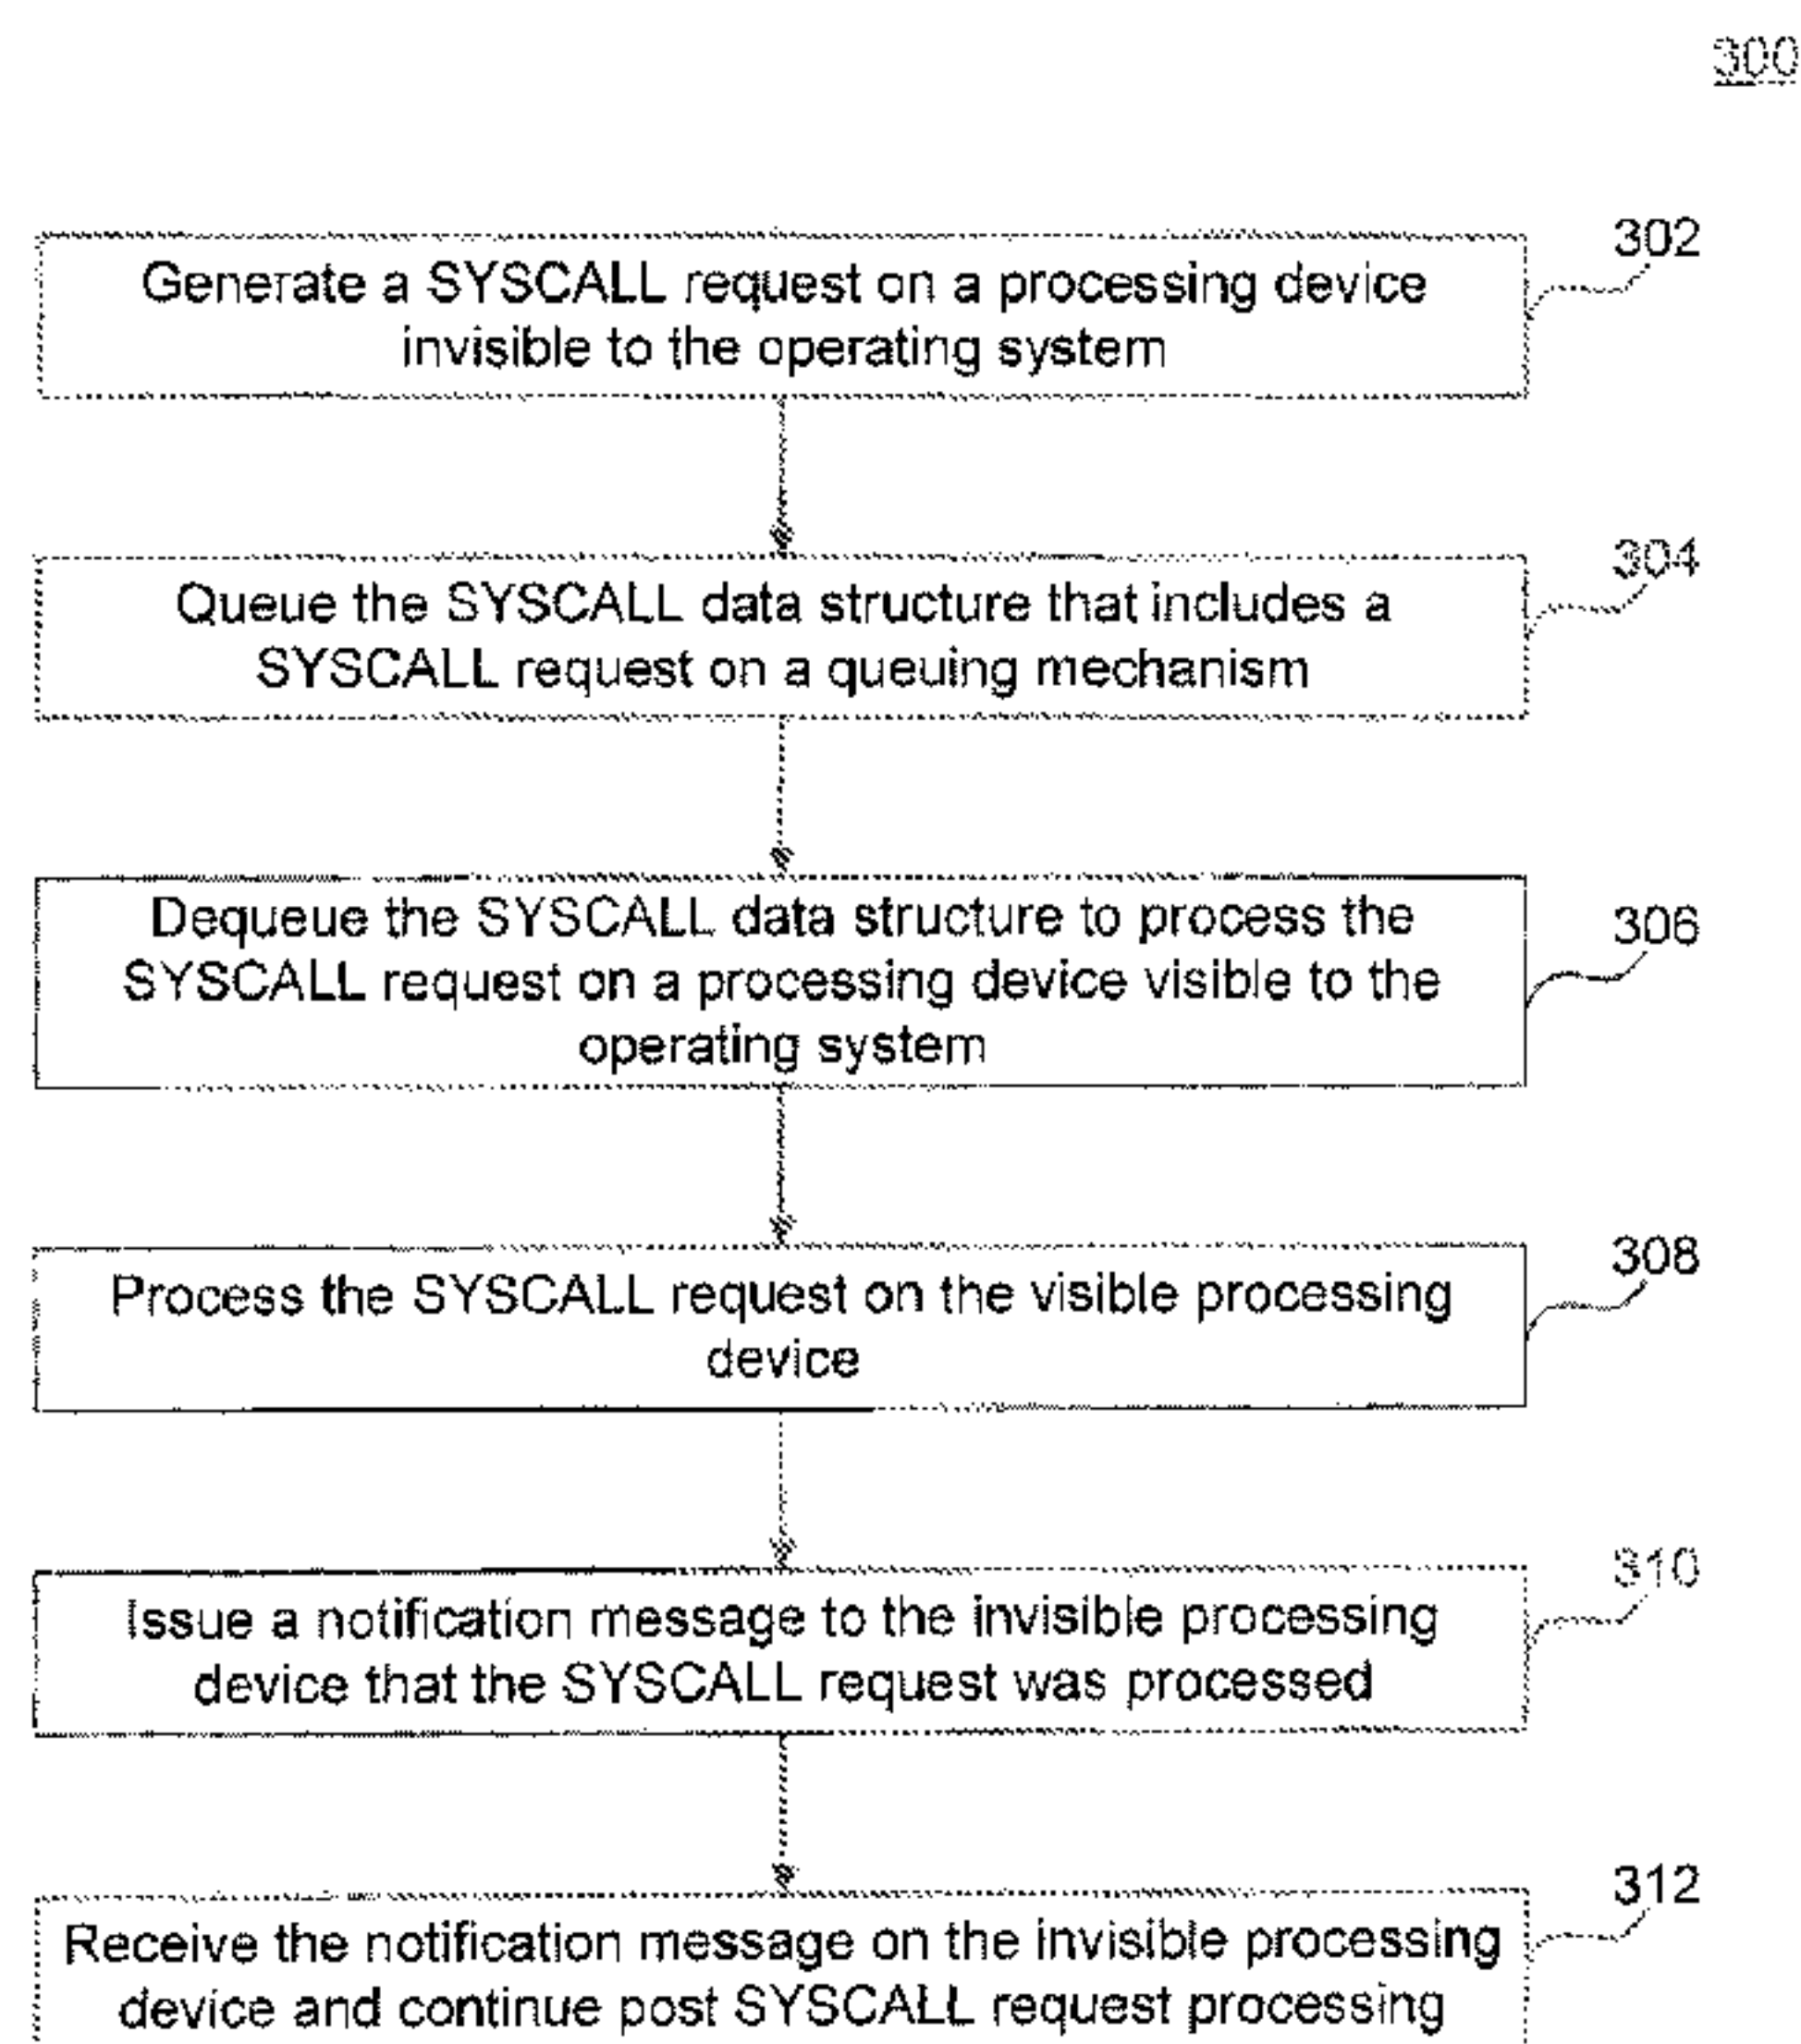 300
302
Generate a SYSCALL request on a processing device
invisible to the operating system
304
Queue the SYSCALL data structure that includes a
SYSCALL request on a queuing mechanism
306
Dequeue the SYSCALL data structure to process the
SYSCALL request on a processing device visible to the
operating system
308
Process the SYSCALL request on the visible processing
device
310
Issue a notification message to the invisible processing
device that the SYSCALL request was processed
312
Receive the notification message on the invisible processing
device and continue post SYSCALL request processing